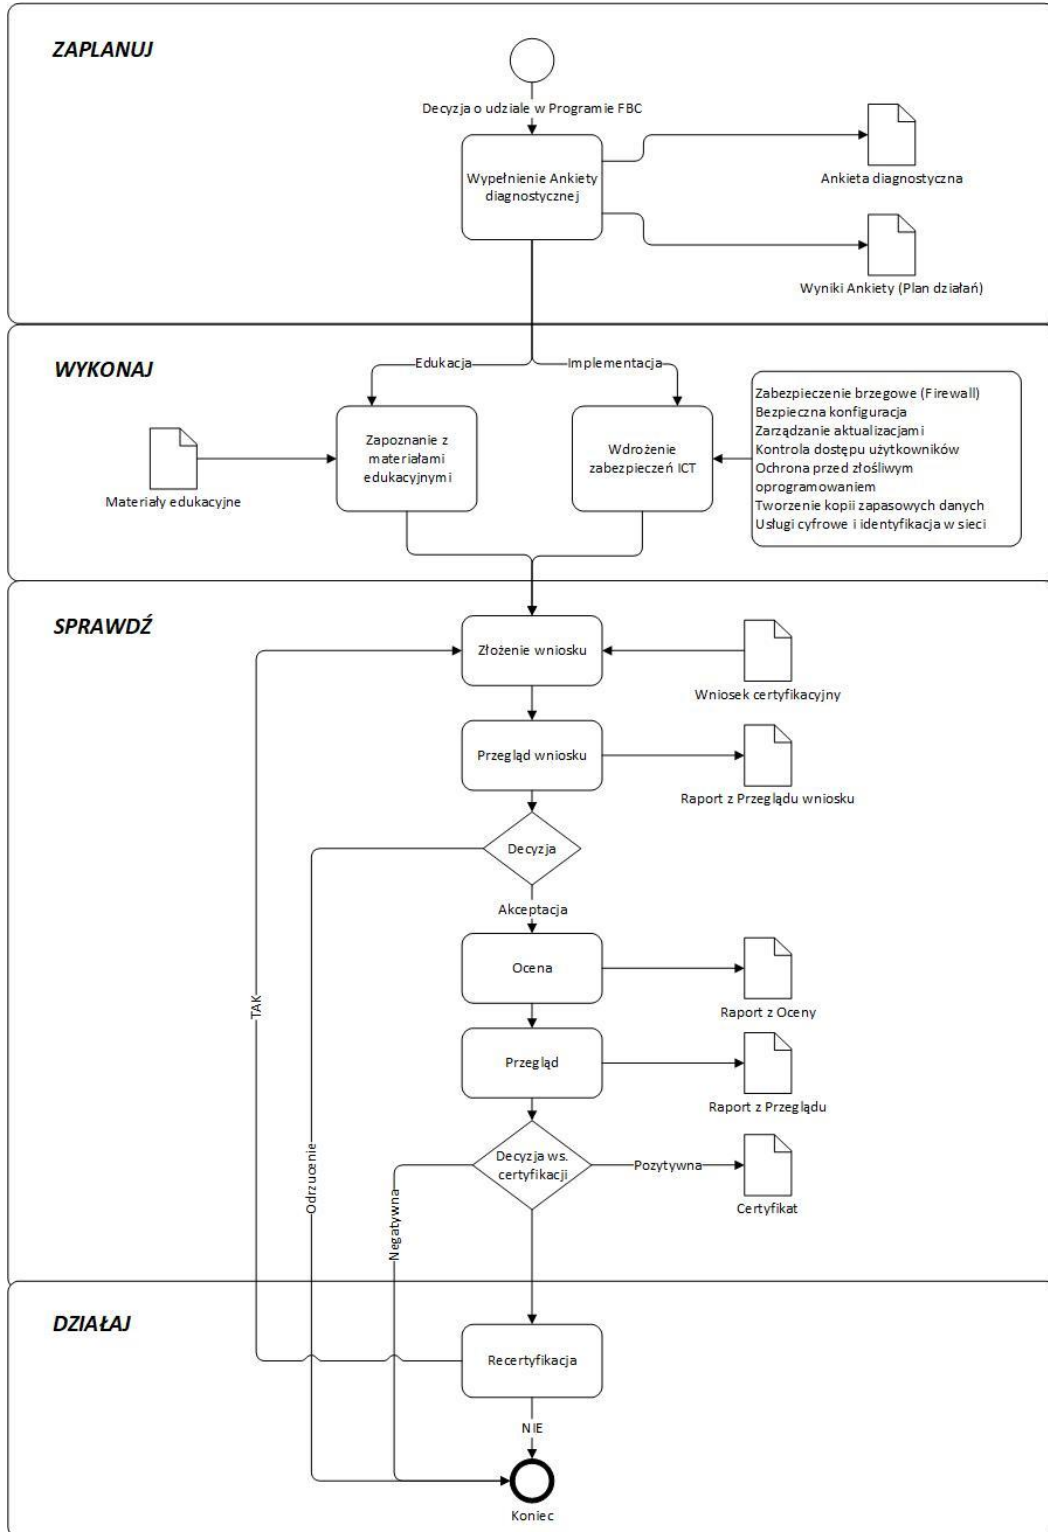 ZAPLANUJ
Decyzja o udziale w Programie FBC
Wypełnienie Ankiety
diagnostycznej
Ankieta diagnostyczna
Wyniki Ankiety (Plan działań)
WYKONAJ
Edukacja
Implementacja
Materiały edukacyjne
Zapoznanie z
materiałami
edukacyjnymi
Wdrożenie
zabezpieczeń ICT
Zabezpieczenie brzegowe (Firewall)
Bezpieczna konfiguracja
Zarządzanie aktualizacjami
Kontrola dostępu użytkowników
Ochrona przed złośliwym
oprogramowaniem
Tworzenie kopii zapasowych danych
Usługi cyfrowe i identyfikacja w sieci
SPRAWDŹ
Złożenie wniosku
Wniosek certyfikacyjny
Przegląd wniosku
Raport z Przeglądu wniosku
Decyzja
Akceptacja
Ocena
Raport z Oceny
TAK
Przegląd
Raport z Przeglądu
Odrzucenie
Negatywna
Decyzja ws.
certyfikacji
Pozytywna
Certyfikat
DZIAŁAJ
Recertyfikacja
NIE
Koniec